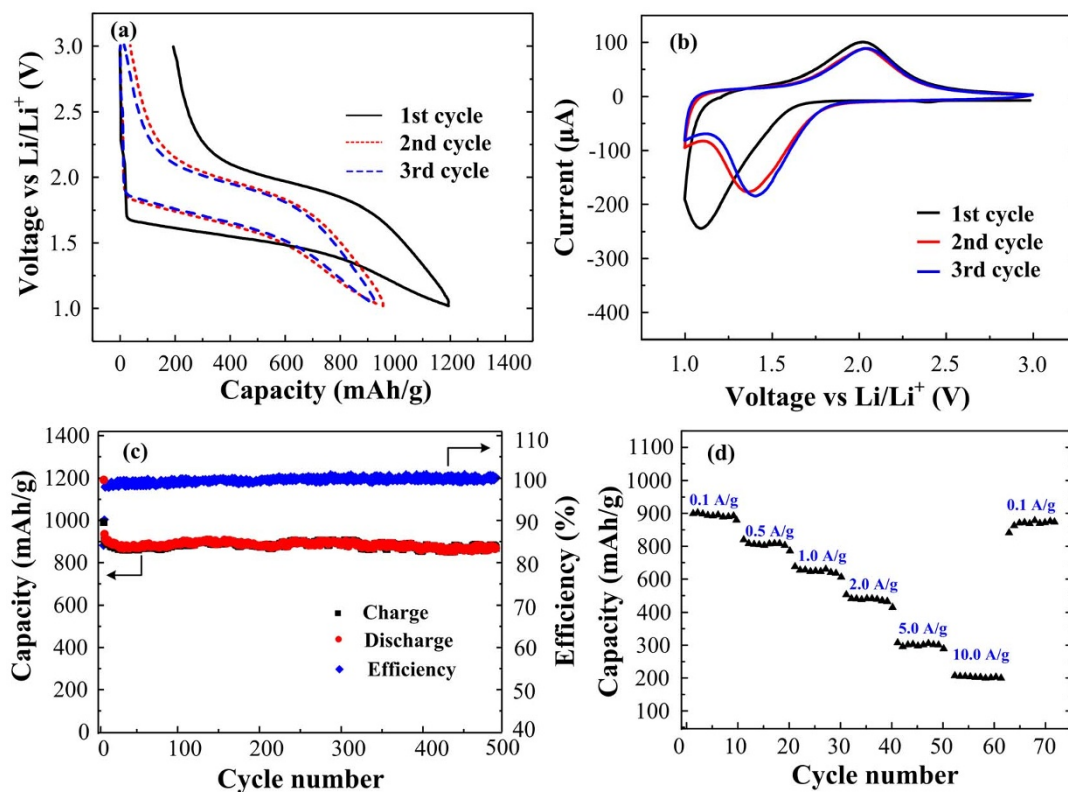 (a)
Voltage vs Li/Li⁺ (V)
3.0
2.5
2.0
1.5
1.0
1st cycle
2nd cycle
3rd cycle
0 200 400 600 800 1000 1200 1400
Capacity (mAh/g)
(b)
Current (μA)
100
0
-100
-200
-300
-400
1st cycle
2nd cycle
3rd cycle
1.0 1.5 2.0 2.5 3.0
Voltage vs Li/Li⁺ (V)
(c)
Capacity (mAh/g)
1400
1200
1000
800
600
400
200
0
Charge
Discharge
Efficiency
110
100
90
80
70
60
50
40
Efficiency (%)
0 100 200 300 400 500
Cycle number
(d)
Capacity (mAh/g)
1100
1000
900
800
700
600
500
400
300
200
100
0.1 A/g
0.5 A/g
1.0 A/g
2.0 A/g
5.0 A/g
10.0 A/g
0.1 A/g
0 10 20 30 40 50 60 70
Cycle number